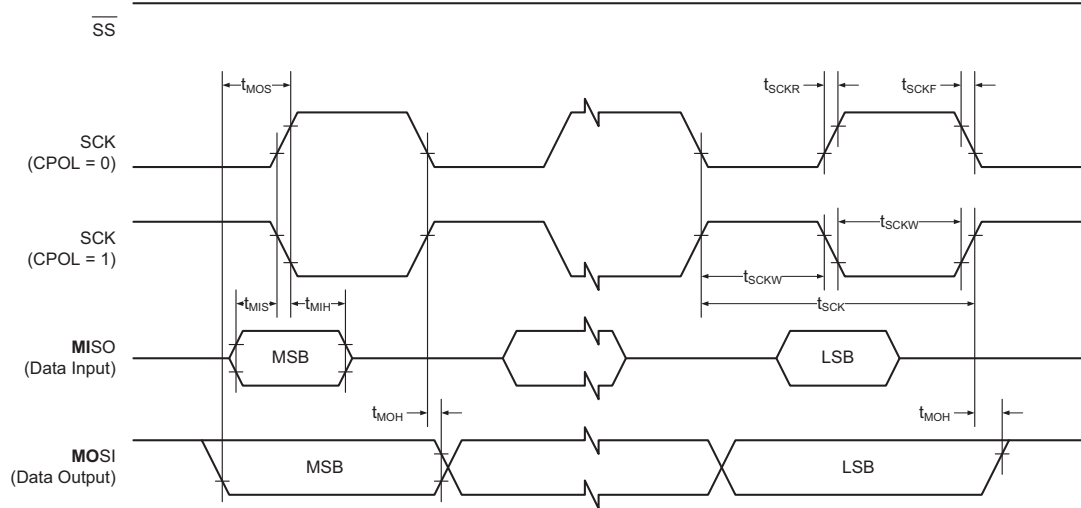 SS
tMOS
tSCKR
tSCKF
SCK
(CPOL = 0)
SCK
(CPOL = 1)
tSCKW
tSCKW
tSCK
tMIS
tMIH
MISO
(Data Input)
MSB
LSB
tMOH
tMOH
MOSI
(Data Output)
MSB
LSB